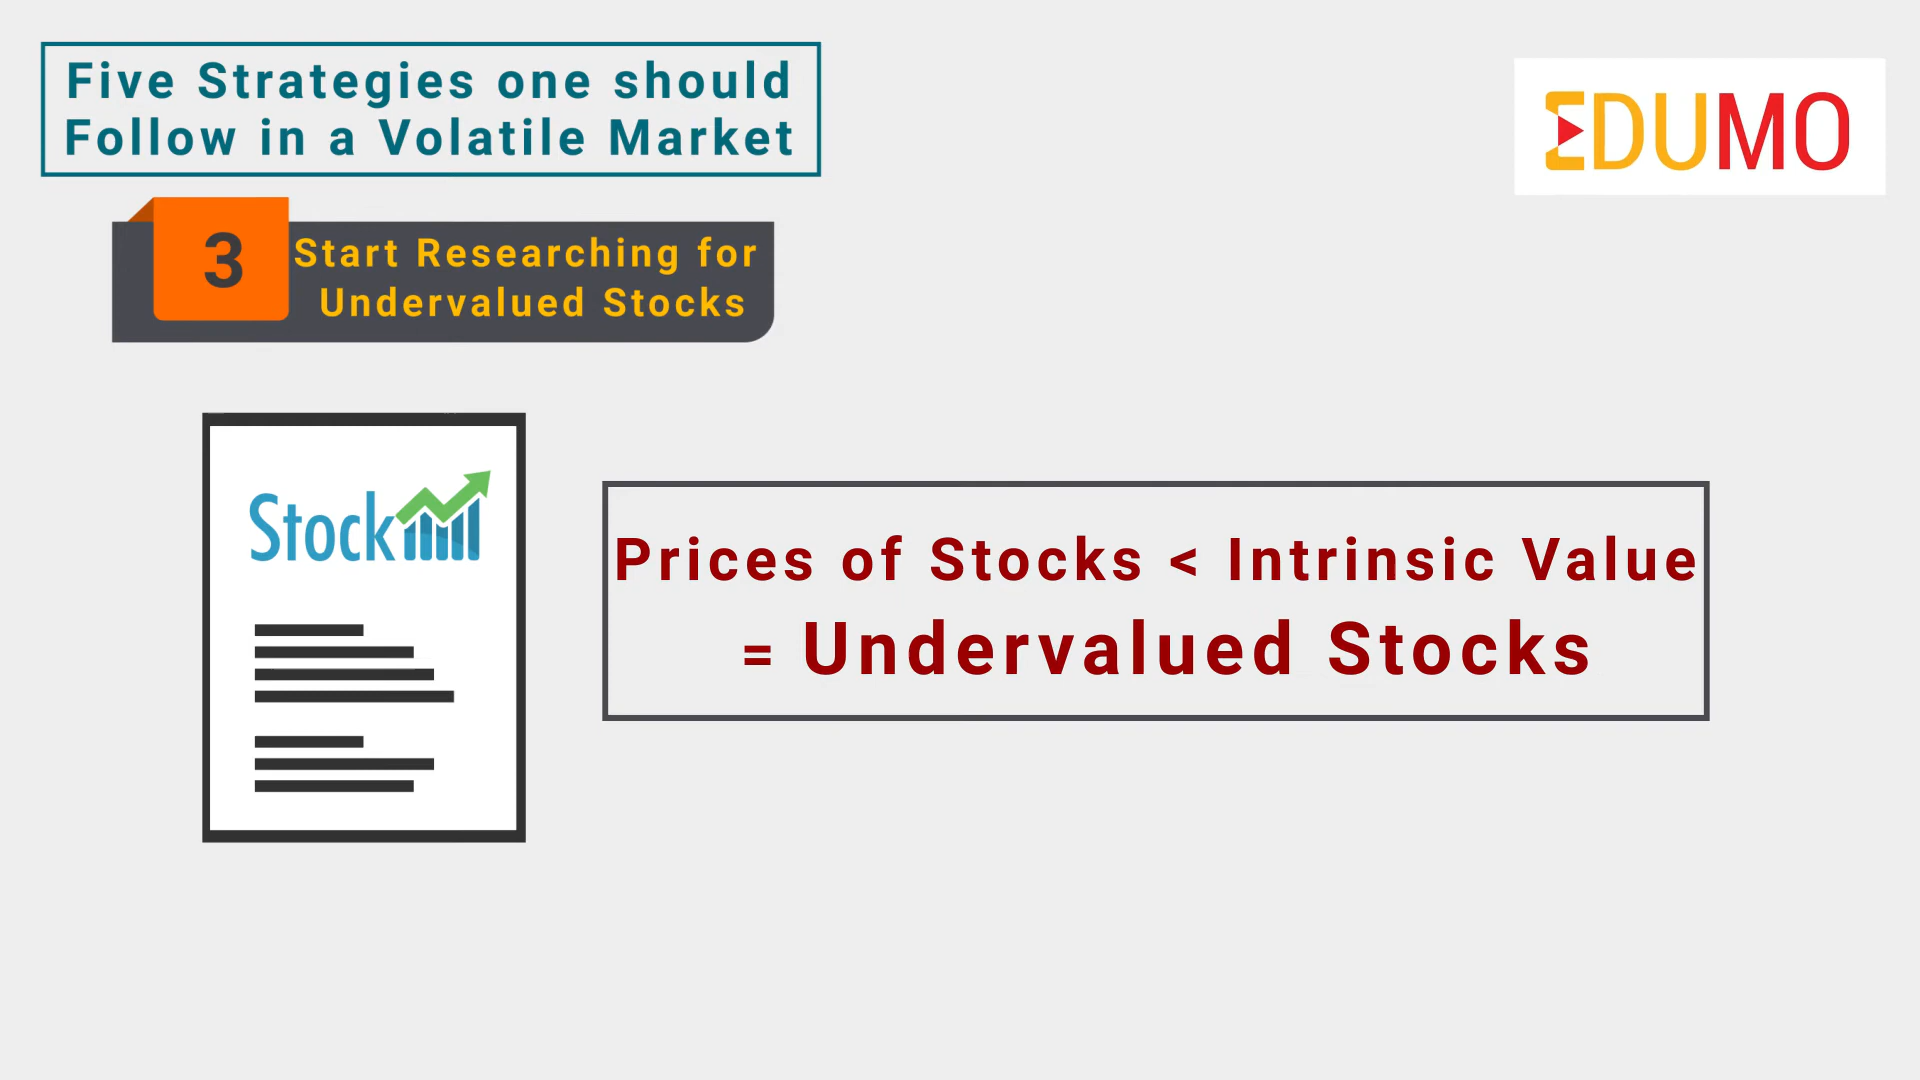 Five Strategies one should
Follow in a Volatile Market
EDUMO
3
Start Researching for
Undervalued Stocks
Stock
Prices of Stocks < Intrinsic Value
= Undervalued Stocks